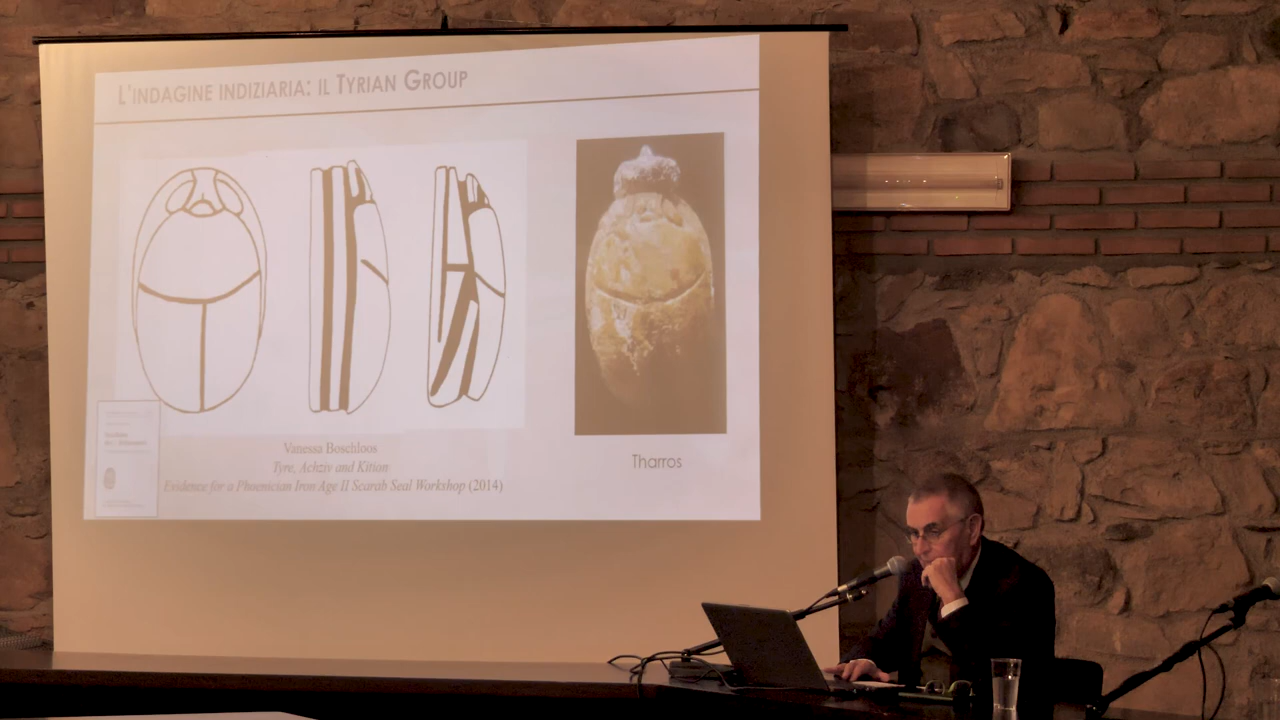 L'INDAGINE INDIZIARIA: IL TYRIAN GROUP
Vanessa Boschloos
Tyre, Achziv and Kition
Evidence for a Phoenician Iron Age II Scarab Seal Workshop (2014)
Tharros